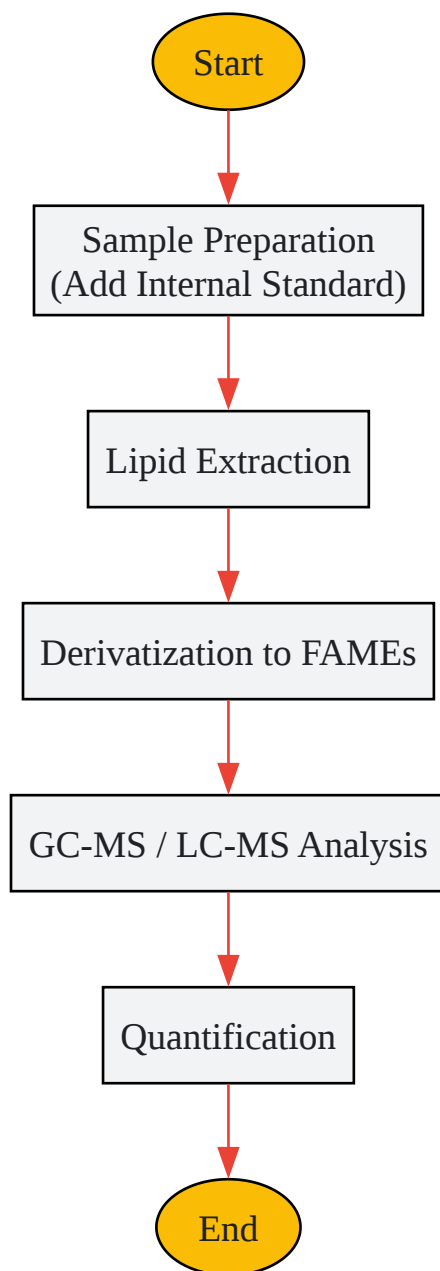 Start
Sample Preparation
(Add Internal Standard)
Lipid Extraction
Derivatization to FAMEs
GC-MS / LC-MS Analysis
Quantification
End